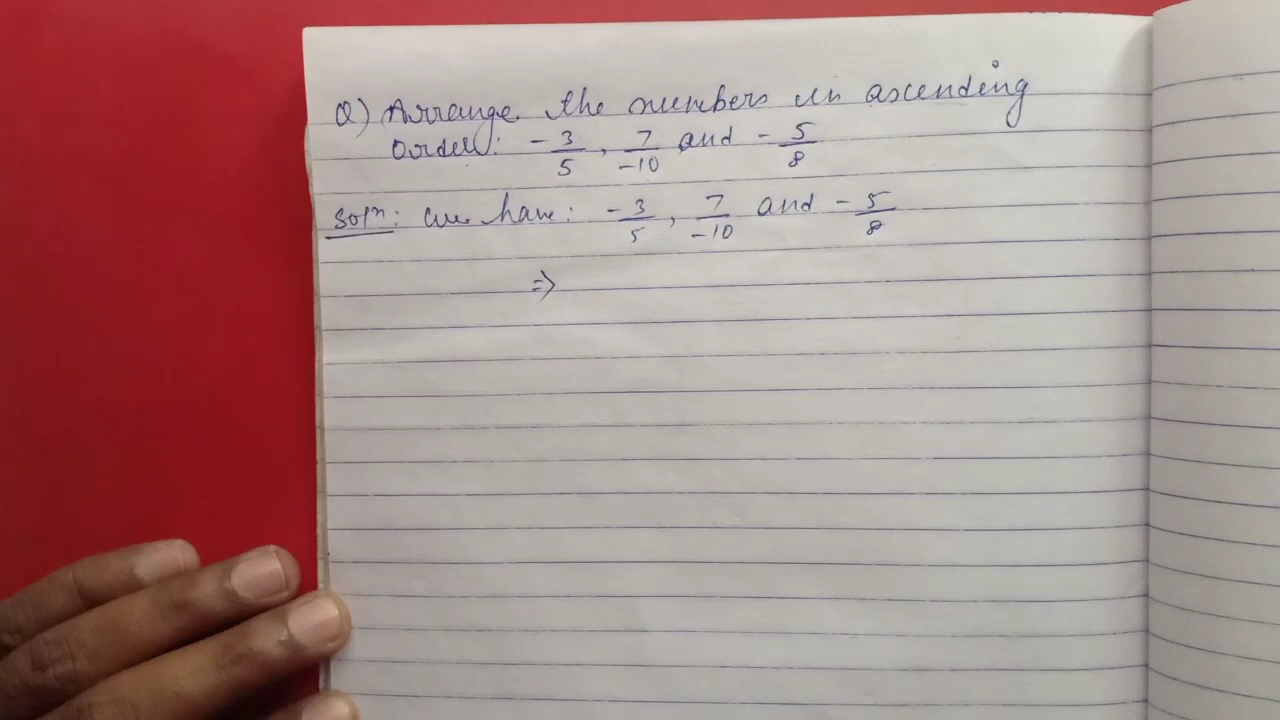 Q) Arrange the numbers in ascending
order: -3/5, 7/-10 and -5/8
Solⁿ: we have: -3/5, 7/-10 and -5/8
⇒